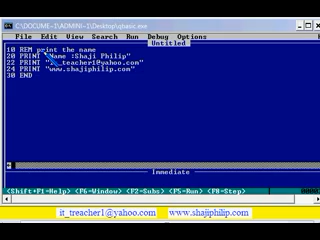 C:\DOCUME~1\ADMINI~1\Desktop\qbasic.exe
File Edit View Search Run Debug Options
Untitled
10 REM print the name
20 PRINT "Name :Shaji Philip"
22 PRINT "it_teacher1@yahoo.com"
24 PRINT "www.shajiphilip.com"
30 END
Immediate
<Shift+F1=Help> <F6=Window> <F2=Subs> <F5=Run> <F8=Step>
it_teacher1@yahoo.com www.shajiphilip.com